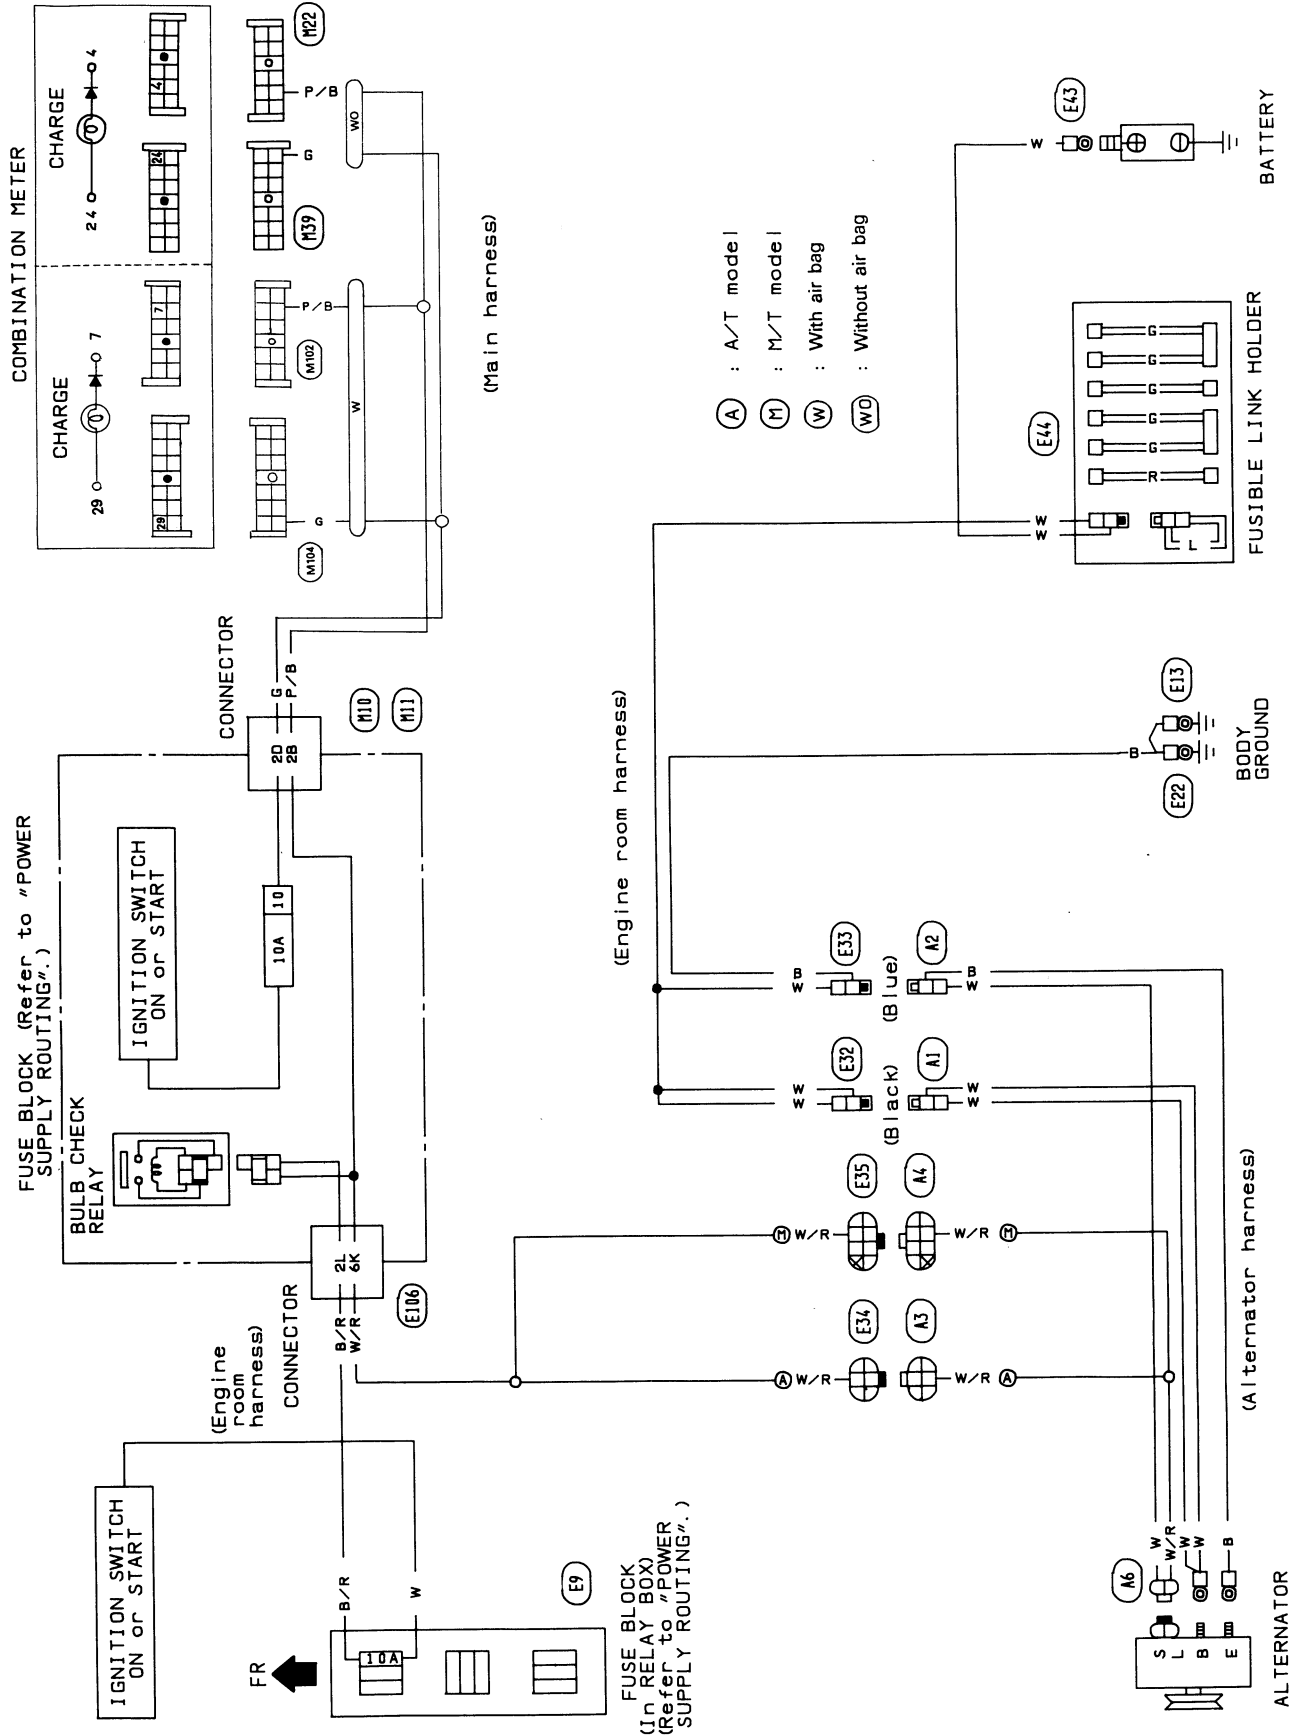 COMBINATION METER
CHARGE
29
7
CHARGE
24
4
29
7
24
4
M104
M102
M39
M22
G
P/B
G
P/B
W
WO
(Main harness)
FUSE BLOCK (Refer to "POWER
SUPPLY ROUTING".)
IGNITION SWITCH
ON or START
BULB CHECK
RELAY
10A
10
CONNECTOR
2D
2B
G
P/B
M10
M11
CONNECTOR
2L
6K
B/R
W/R
E106
(Engine
room
harness)
IGNITION SWITCH
ON or START
FR
B/R
W
10A
E9
FUSE BLOCK
(In RELAY BOX)
(Refer to "POWER
SUPPLY ROUTING".)
(Engine room harness)
A : A/T model
M : M/T model
W : With air bag
WO : Without air bag
A
W/R
E34
A3
W/R
A
M
W/R
E35
A4
W/R
M
W
W
E32
(Black)
A1
W
W
B
W
E33
(Blue)
A2
B
W
B
E22
E13
BODY
GROUND
W
W
E44
L
R
G
G
G
G
G
FUSIBLE LINK HOLDER
W
E43
BATTERY
(Alternator harness)
A6
W
W/R
W
W
B
S
L
B
E
ALTERNATOR